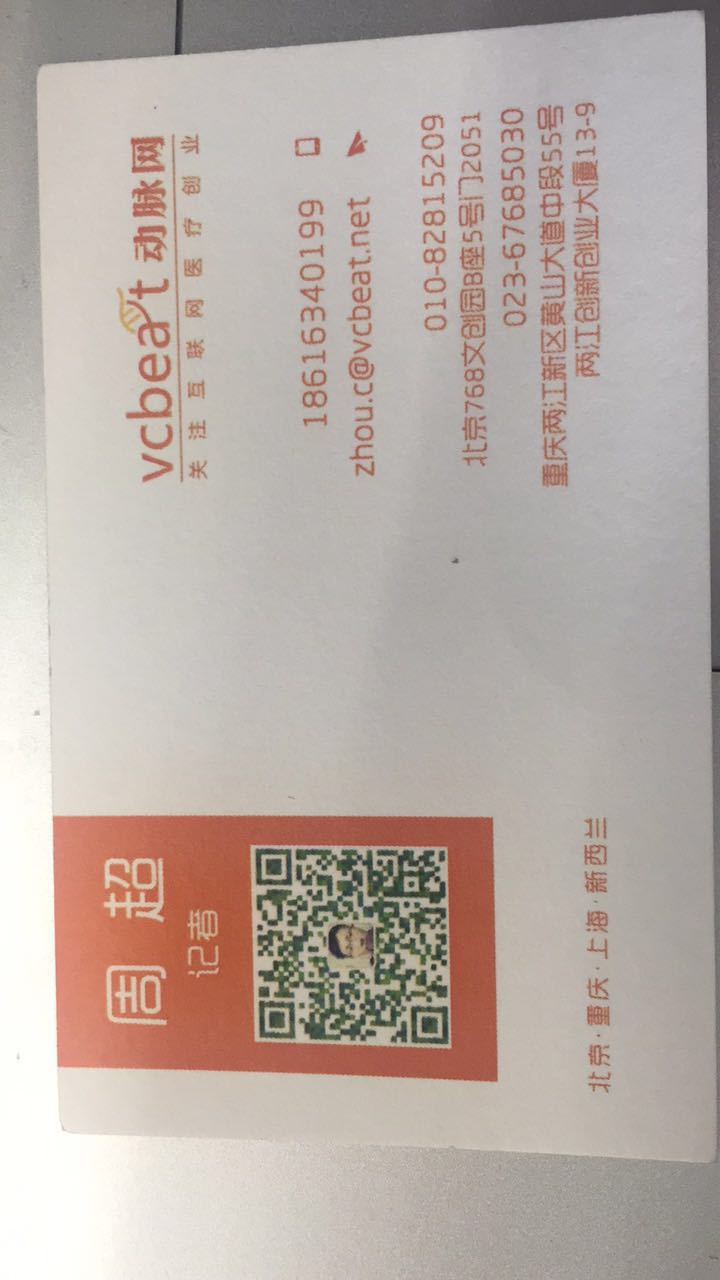 周超
记者
北京·重庆·上海·新西兰
vcbeat 动脉网
关注互联网医疗创业
18616340199
zhou.c@vcbeat.net
010-82815209
北京768文创园B座5号门2051
023-67685030
重庆两江新区黄山大道中段55号
两江创新创业大厦13-9